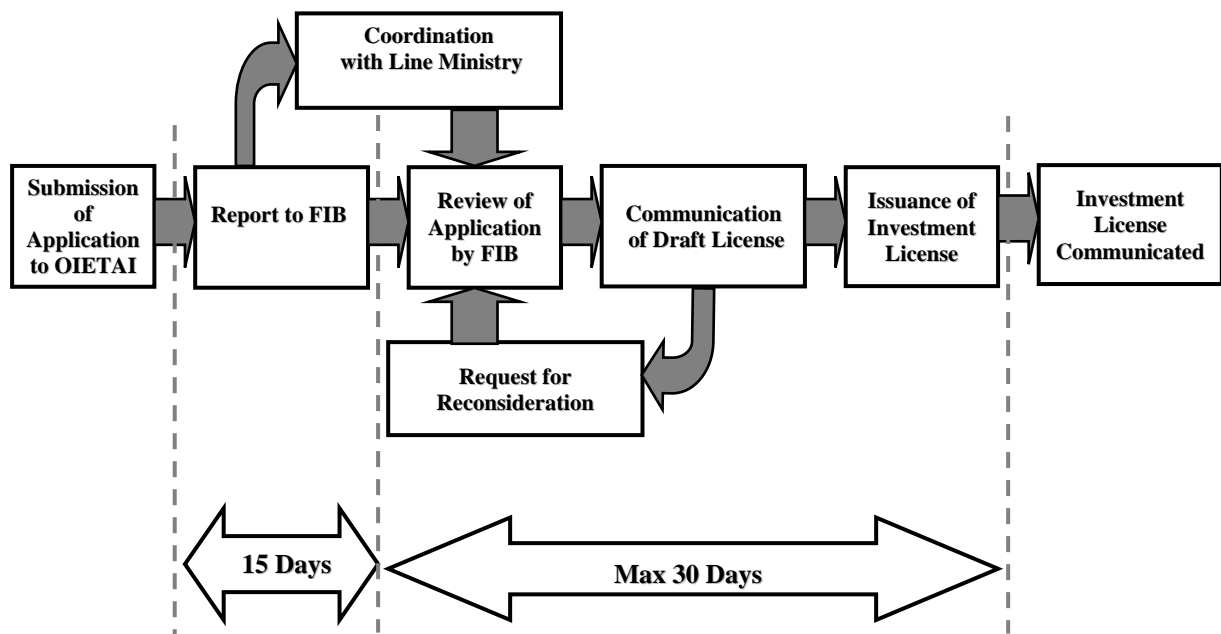 Coordination
with Line Ministry
Submission
of
Application
to OIETAI
Report to FIB
Review of
Application
by FIB
Communication
of Draft License
Issuance of
Investment
License
Investment
License
Communicated
Request for
Reconsideration
15 Days
Max 30 Days